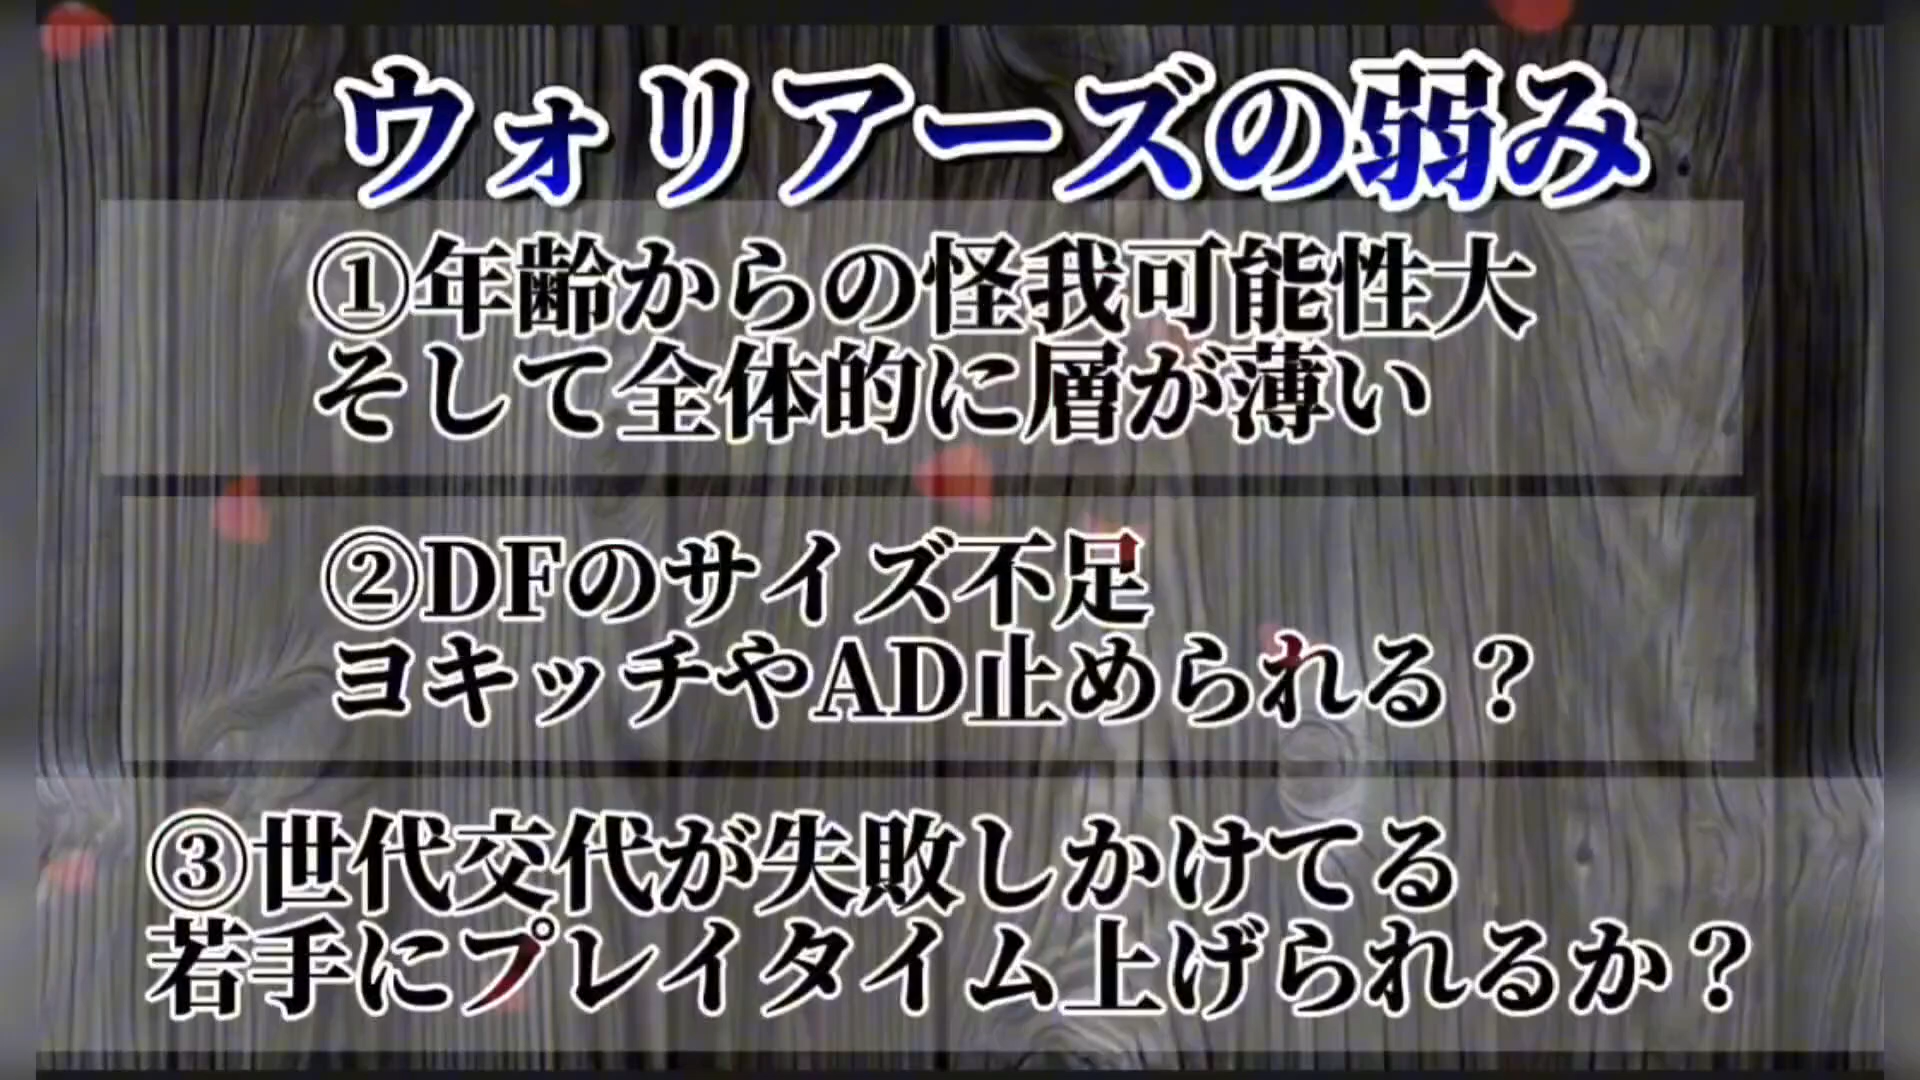 ウォリアーズの弱み
①年齢からの怪我可能性大
そして全体的に層が薄い
②DFのサイズ不足
ヨキッチやAD止められる？
③世代交代が失敗しかけてる
若手にプレイタイム上げられるか？